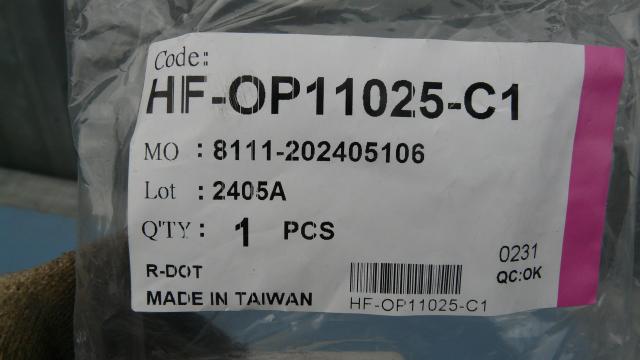 Code:
HF-OP11025-C1
MO : 8111-202405106
Lot : 2405A
Q'TY : 1 PCS
0231
QC:OK
R-DOT
MADE IN TAIWAN
HF-OP11025-C1